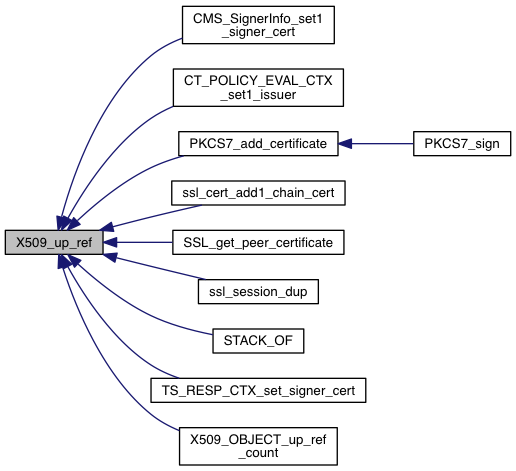 CMS_SignerInfo_set1
_signer_cert
CT_POLICY_EVAL_CTX
_set1_issuer
PKCS7_add_certificate
PKCS7_sign
ssl_cert_add1_chain_cert
X509_up_ref
SSL_get_peer_certificate
ssl_session_dup
STACK_OF
TS_RESP_CTX_set_signer_cert
X509_OBJECT_up_ref
_count